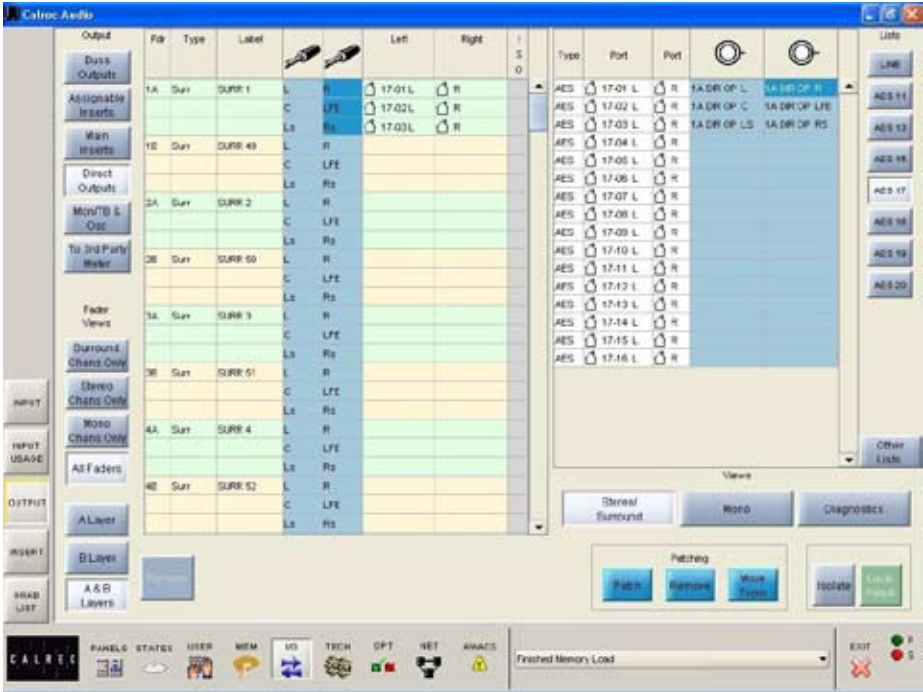 Calrec Audio
Output
Buss Outputs
Assignable Inserts
Main Inserts
Direct Outputs
Mon/TB & Osc
To 3rd Party Meter
Fader Views
Surround Chans Only
Stereo Chans Only
Mono Chans Only
All Faders
A Layer
B Layer
A & B Layers
INPUT
INPUT USAGE
OUTPUT
INSERT
GRAB LIST
Fdr Type Label Left Right ISO
1A Surr SURR 1 L R 17-01 L R
C LFE 17-02 L R
Ls Rs 17-03 L R
1B Surr SURR 49 L R
C LFE
Ls Rs
2A Surr SURR 2 L R
C LFE
Ls Rs
2B Surr SURR 50 L R
C LFE
Ls Rs
3A Surr SURR 3 L R
C LFE
Ls Rs
3B Surr SURR 51 L R
C LFE
Ls Rs
4A Surr SURR 4 L R
C LFE
Ls Rs
4B Surr SURR 52 L R
C LFE
Ls Rs
Type Port Port
AES 17-01 L R 1A DIR OP L 1A DIR OP R
AES 17-02 L R 1A DIR OP C 1A DIR OP LFE
AES 17-03 L R 1A DIR OP LS 1A DIR OP RS
AES 17-04 L R
AES 17-05 L R
AES 17-06 L R
AES 17-07 L R
AES 17-08 L R
AES 17-09 L R
AES 17-10 L R
AES 17-11 L R
AES 17-12 L R
AES 17-13 L R
AES 17-14 L R
AES 17-15 L R
AES 17-16 L R
Lists
LINE
AES 11
AES 13
AES 17
AES 18
AES 19
AES 20
Other Lists
Views
Stereo/ Surround
Mono
Diagnostics
Patching
Patch
Remove
Move
Isolate
CALREC
PANELS STATES USER MEM I/O TECH OPT NET AWACS
Finished Memory Load
EXIT
P
S